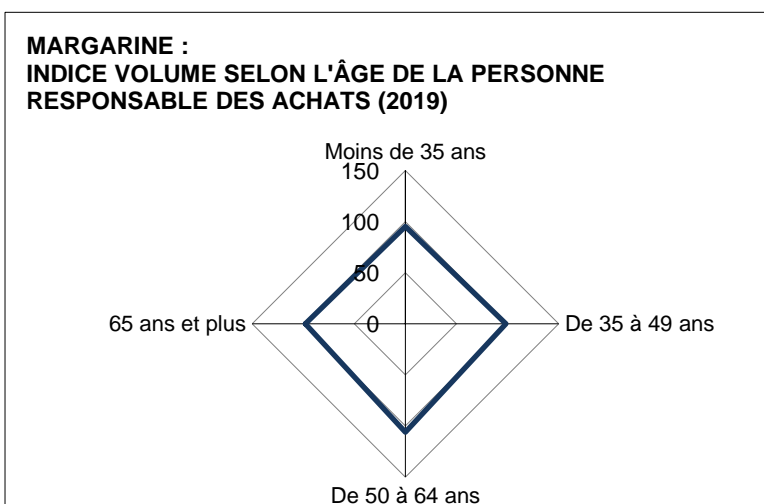 MARGARINE :
INDICE VOLUME SELON L'ÂGE DE LA PERSONNE
RESPONSABLE DES ACHATS (2019)
Moins de 35 ans
150
100
50
0
65 ans et plus
De 35 à 49 ans
De 50 à 64 ans